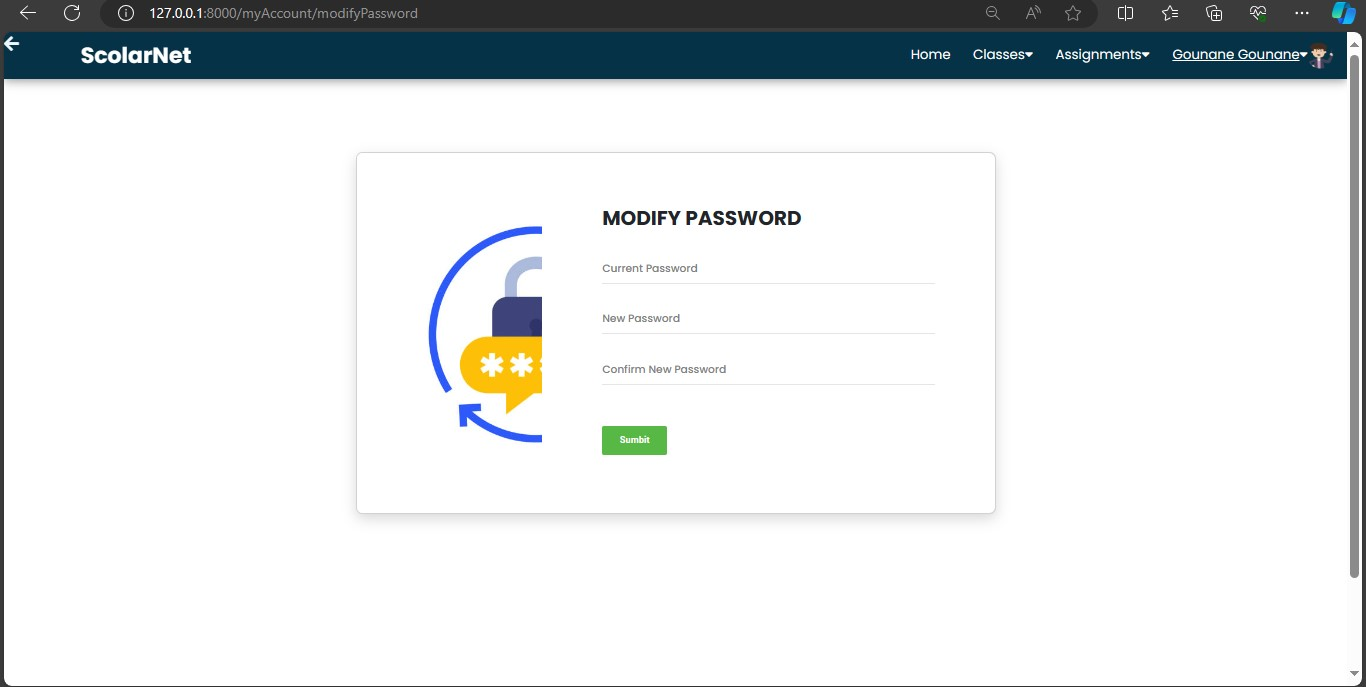 127.0.0.1:8000/myAccount/modifyPassword
ScolarNet
Home Classes Assignments Gounane Gounane
MODIFY PASSWORD
Current Password
New Password
Confirm New Password
Sumbit